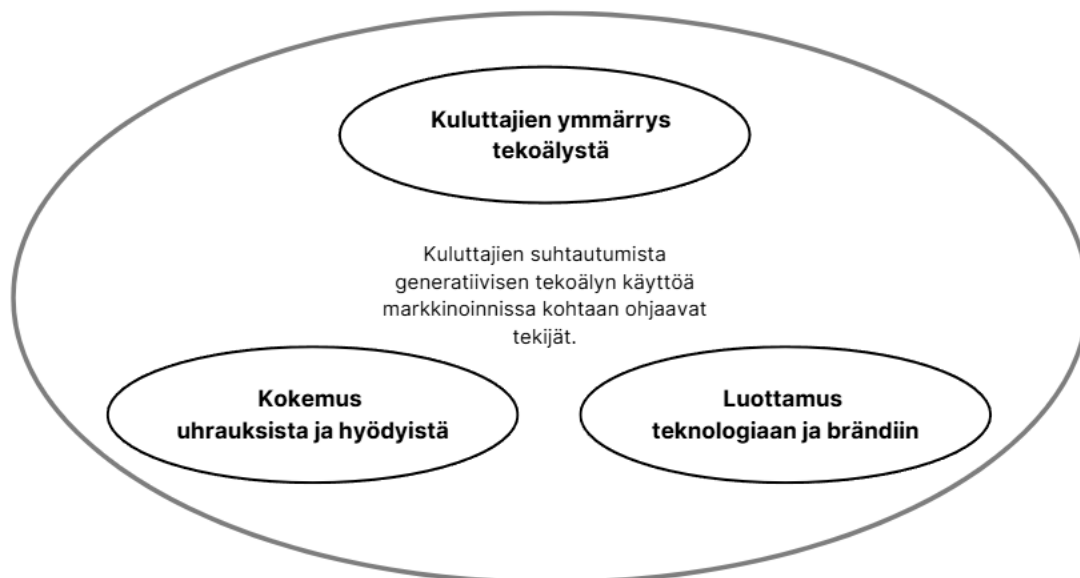 Kuluttajien ymmärrys
tekoälystä
Kuluttajien suhtautumista
generatiivisen tekoälyn käyttöä
markkinoinnissa kohtaan ohjaavat
tekijät.
Kokemus
uhrauksista ja hyödyistä
Luottamus
teknologiaan ja brändiin